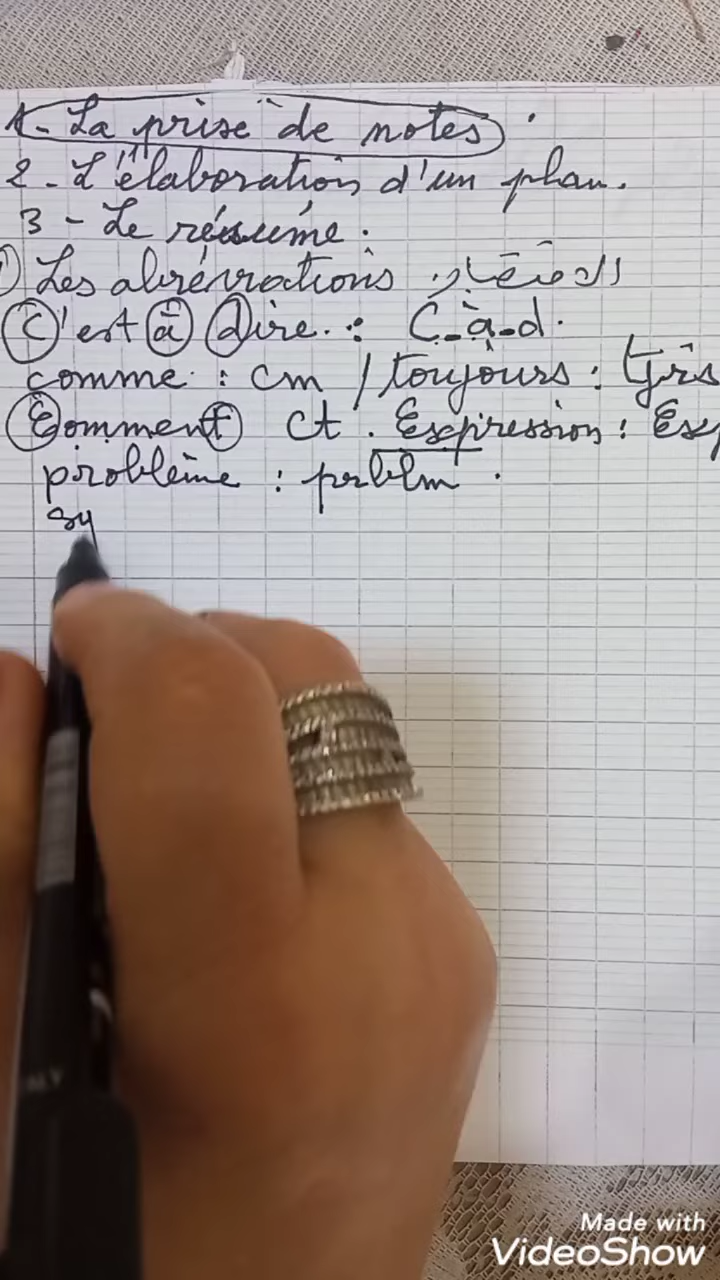 1- La prise de notes.
2- L'élaboration d'un plan.
3- Le résumé.
1) Les abréviations
C'est à Dire : C-à-d.
comme : cm / toujours : tjrs
Comment ct. Expression : Exp
problème : prblm.
sy
Made with
VideoShow